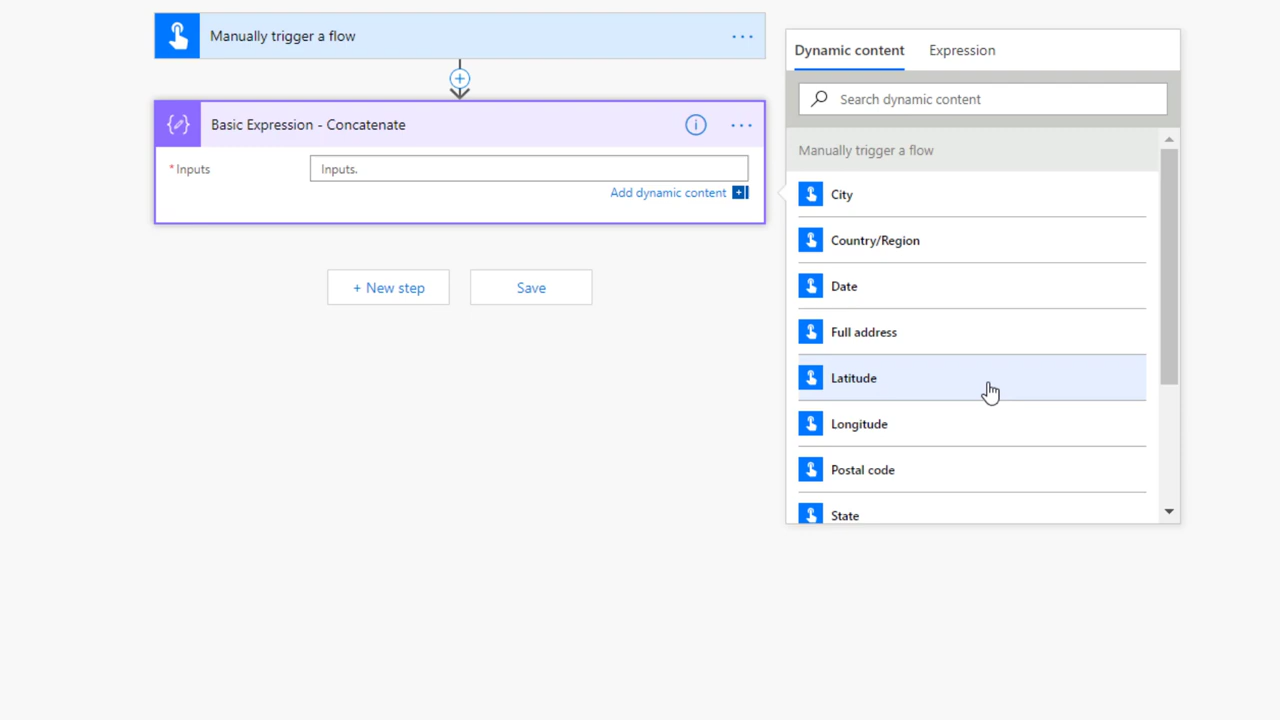 Manually trigger a flow
Basic Expression - Concatenate
* Inputs
Inputs.
Add dynamic content
+ New step
Save
Dynamic content
Expression
Search dynamic content
Manually trigger a flow
City
Country/Region
Date
Full address
Latitude
Longitude
Postal code
State